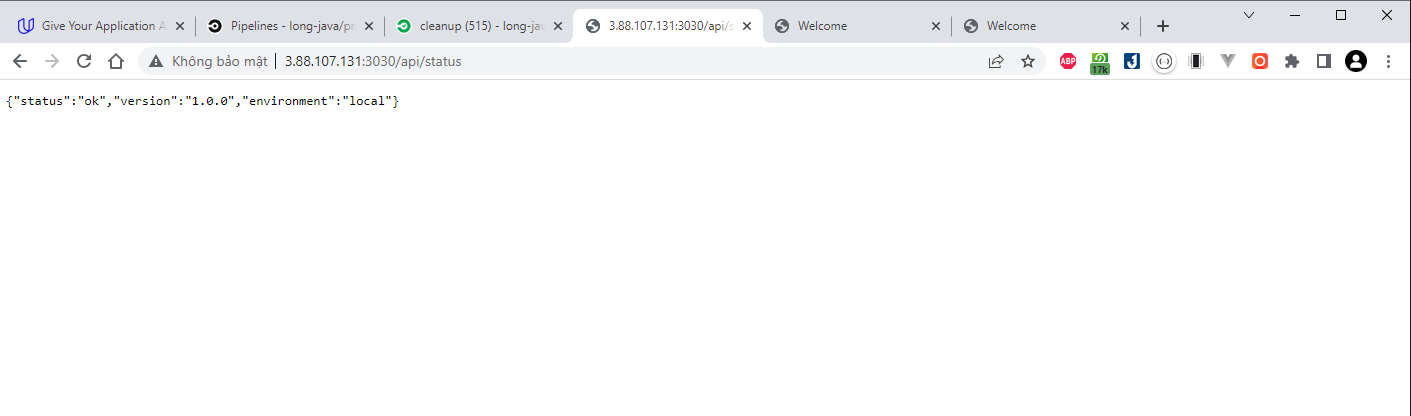 Give Your Application A
Pipelines - long-java/pr
cleanup (515) - long-jav
3.88.107.131:3030/api/s
Welcome
Welcome
Không bảo mật
3.88.107.131:3030/api/status
ABP
17k
{"status":"ok","version":"1.0.0","environment":"local"}